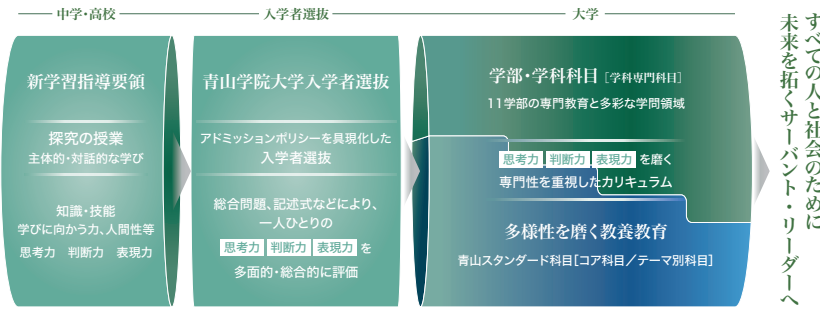 中学・高校
新学習指導要領
探究の授業
主体的・対話的な学び
知識・技能
学びに向かう力、人間性等
思考力 判断力 表現力
入学者選抜
青山学院大学入学者選抜
アドミッションポリシーを具現化した
入学者選抜
総合問題、記述式などにより、
一人ひとりの
思考力 判断力 表現力 を
多面的・総合的に評価
大学
学部・学科科目［学科専門科目］
11学部の専門教育と多彩な学問領域
思考力 判断力 表現力 を磨く
専門性を重視したカリキュラム
多様性を磨く教養教育
青山スタンダード科目［コア科目／テーマ別科目］
すべての人と社会のために
未来を拓くサーバント・リーダーへ